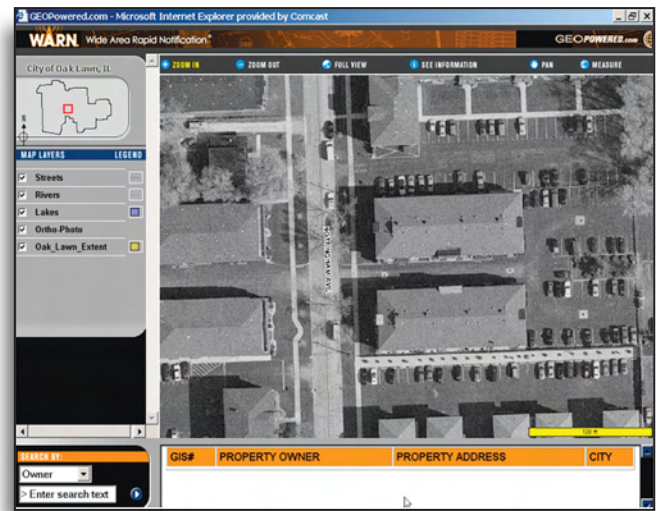 GEOPowered.com - Microsoft Internet Explorer provided by Comcast
WARN Wide Area Rapid Notification
GEOPOWERED.com
City of Oak Lawn, IL
N
ZOOM IN ZOOM OUT FULL VIEW SEE INFORMATION PAN MEASURE
MAP LAYERS LEGEND
Streets
Rivers
Lakes
Ortho-Photo
Oak_Lawn_Extent
SEARCH BY:
Owner
> Enter search text
GIS# PROPERTY OWNER PROPERTY ADDRESS CITY